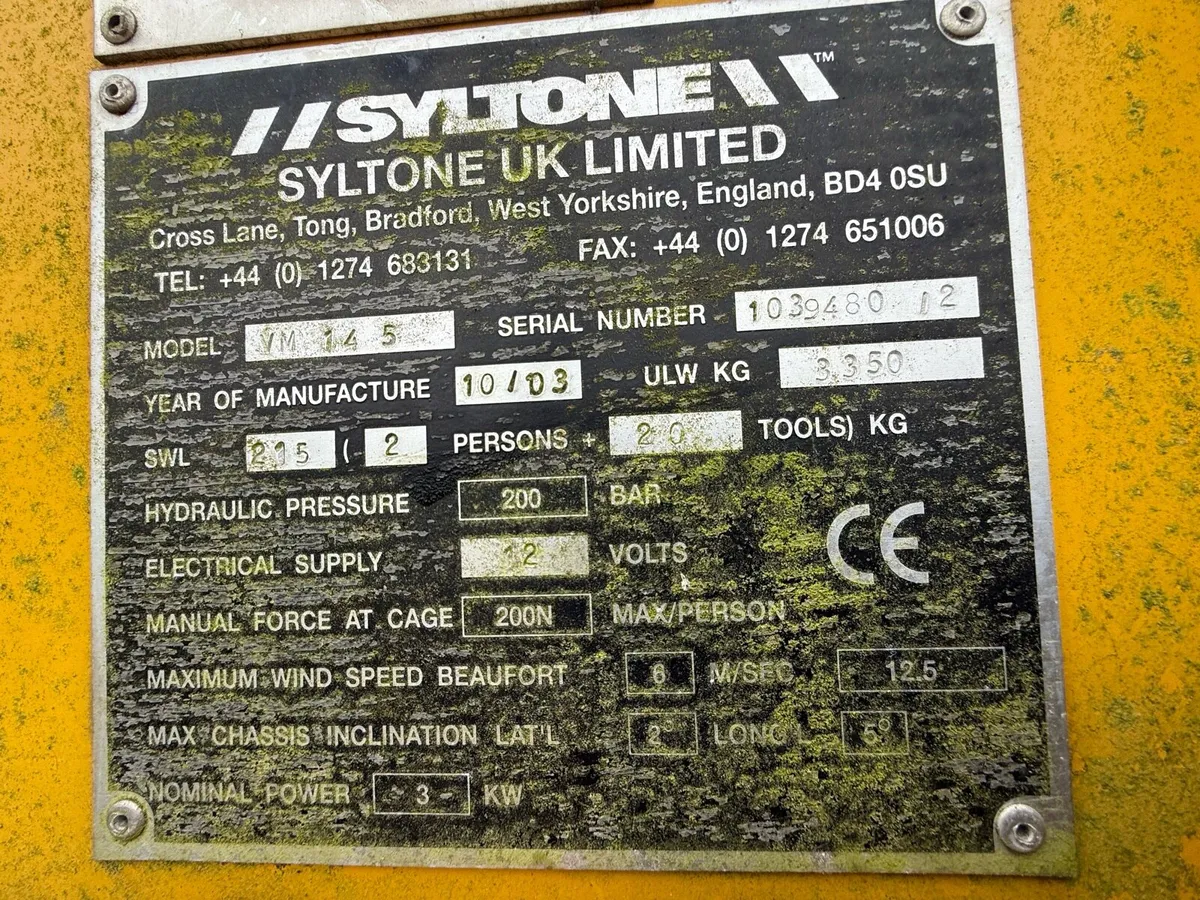 //SYLTONE\\™
SYLTONE UK LIMITED
Cross Lane, Tong, Bradford, West Yorkshire, England, BD4 0SU
TEL: +44 (0) 1274 683131 FAX: +44 (0) 1274 651006
MODEL VM 14 5 SERIAL NUMBER 1039480 /2
YEAR OF MANUFACTURE 10/03 ULW KG 3350
SWL 215 ( 2 PERSONS + 20 TOOLS) KG
HYDRAULIC PRESSURE 200 BAR
ELECTRICAL SUPPLY 12 VOLTS
CE
MANUAL FORCE AT CAGE 200N MAX/PERSON
MAXIMUM WIND SPEED BEAUFORT 6 M/SEC 12.5
MAX CHASSIS INCLINATION LAT'L 2° LONG'L 5°
NOMINAL POWER 3 KW